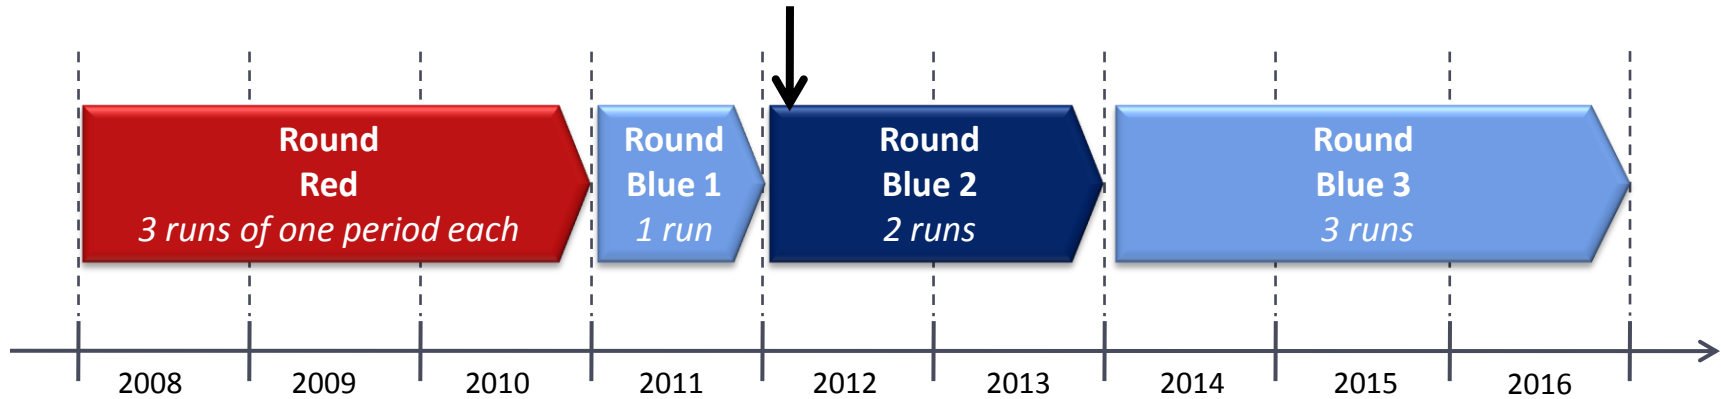 Round
Red
3 runs of one period each
Round
Blue 1
1 run
Round
Blue 2
2 runs
Round
Blue 3
3 runs
2008
2009
2010
2011
2012
2013
2014
2015
2016